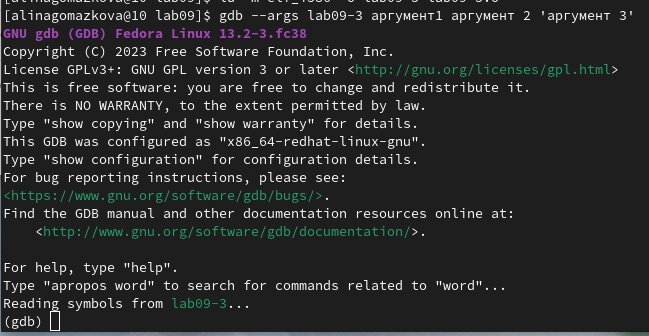 [alinagomazkova@10 lab09]$ gdb --args lab09-3 аргумент1 аргумент 2 'аргумент 3'
GNU gdb (GDB) Fedora Linux 13.2-3.fc38
Copyright (C) 2023 Free Software Foundation, Inc.
License GPLv3+: GNU GPL version 3 or later <http://gnu.org/licenses/gpl.html>
This is free software: you are free to change and redistribute it.
There is NO WARRANTY, to the extent permitted by law.
Type "show copying" and "show warranty" for details.
This GDB was configured as "x86_64-redhat-linux-gnu".
Type "show configuration" for configuration details.
For bug reporting instructions, please see:
<https://www.gnu.org/software/gdb/bugs/>.
Find the GDB manual and other documentation resources online at:
    <http://www.gnu.org/software/gdb/documentation/>.

For help, type "help".
Type "apropos word" to search for commands related to "word"...
Reading symbols from lab09-3...
(gdb)